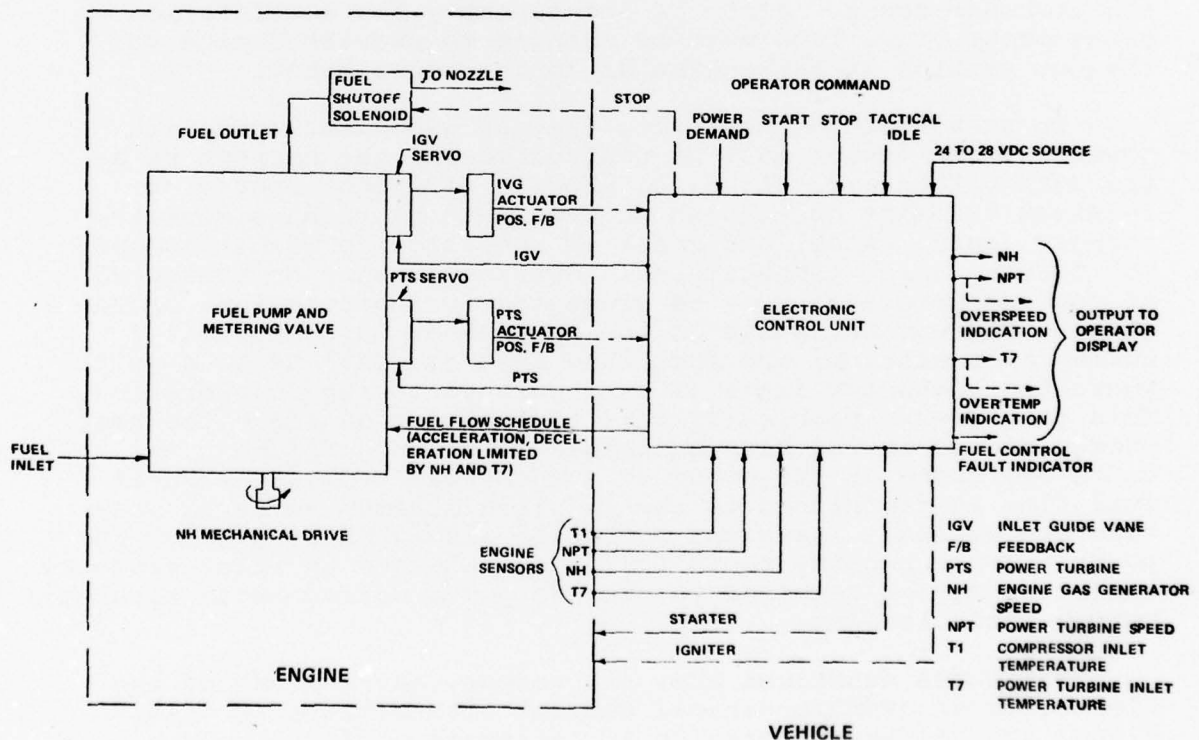 FUEL
SHUTOFF
SOLENOID
TO NOZZLE
FUEL OUTLET
IGV
SERVO
IVG
ACTUATOR
POS. F/B
IGV
PTS SERVO
FUEL PUMP AND
METERING VALVE
PTS
ACTUATOR
POS. F/B
PTS
FUEL FLOW SCHEDULE
(ACCELERATION, DECEL-
ERATION LIMITED
BY NH AND T7)
FUEL
INLET
NH MECHANICAL DRIVE
ENGINE
SENSORS
T1
NPT
NH
T7
STARTER
IGNITER
ENGINE
STOP
OPERATOR COMMAND
POWER
DEMAND
START
STOP
TACTICAL
IDLE
24 TO 28 VDC SOURCE
ELECTRONIC
CONTROL UNIT
NH
NPT
OVERSPEED
INDICATION
T7
OVERTEMP
INDICATION
OUTPUT TO
OPERATOR
DISPLAY
FUEL CONTROL
FAULT INDICATOR
IGV INLET GUIDE VANE
F/B FEEDBACK
PTS POWER TURBINE
NH ENGINE GAS GENERATOR
SPEED
NPT POWER TURBINE SPEED
T1 COMPRESSOR INLET
TEMPERATURE
T7 POWER TURBINE INLET
TEMPERATURE
VEHICLE